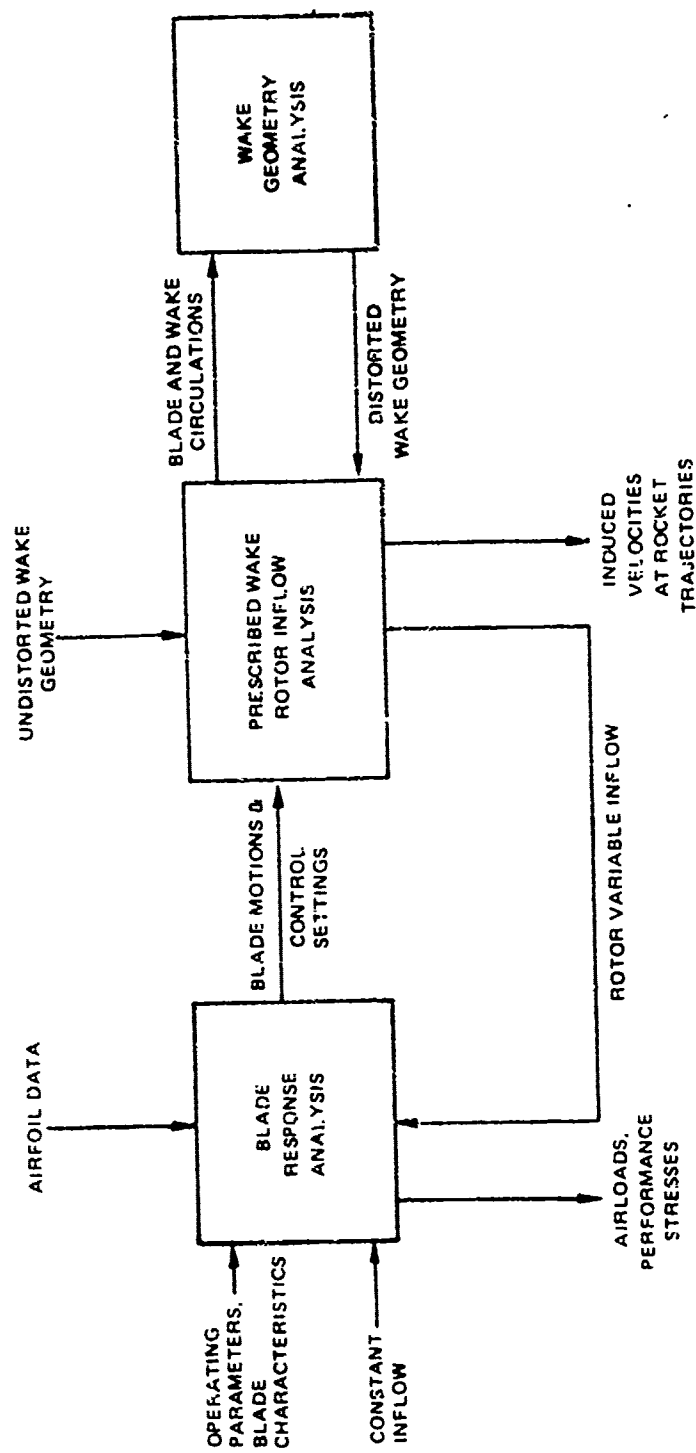 AIRFOIL DATA
OPERATING
PARAMETERS,
BLADE
CHARACTERISTICS
CONSTANT
INFLOW
BLADE
RESPONSE
ANALYSIS
AIRLOADS,
PERFORMANCE
STRESSES
BLADE MOTIONS &
CONTROL
SETTINGS
UNDISTORTED WAKE
GEOMETRY
PRESCRIBED WAKE
ROTOR INFLOW
ANALYSIS
ROTOR VARIABLE INFLOW
INDUCED
VELOCITIES
AT ROCKET
TRAJECTORIES
BLADE AND WAKE
CIRCULATIONS
DISTORTED
WAKE GEOMETRY
WAKE
GEOMETRY
ANALYSIS